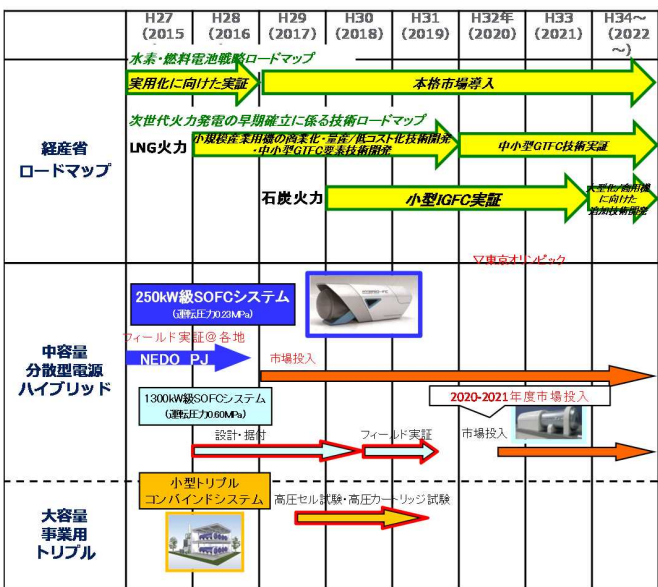 H27 H28 H29 H30 H31 H32年 H33 H34～
(2015 (2016 (2017) (2018) (2019) (2020) (2021) (2022
～)
水素・燃料電池戦略ロードマップ
実用化に向けた実証
本格市場導入
次世代火力発電の早期確立に係る技術ロードマップ
経産省
ロードマップ
LNG火力
小規模産業用機の商業化・量産/低コスト化技術開発
・中小型GTFC要素技術開発
中小型GTFC技術実証
石炭火力
小型IGFC実証
大型化/商用機
に向けた
追加技術開発
▽東京オリンピック
中容量
分散型電源
ハイブリッド
250kW級SOFCシステム
(運転圧力0.23MPa)
フィールド実証@各地
NEDO PJ
市場投入
1300kW級SOFCシステム
(運転圧力0.60MPa)
2020-2021年度市場投入
設計・据付
フィールド実証
市場投入
大容量
事業用
トリプル
小型トリプル
コンバインドシステム
高圧セル試験・高圧カートリッジ試験